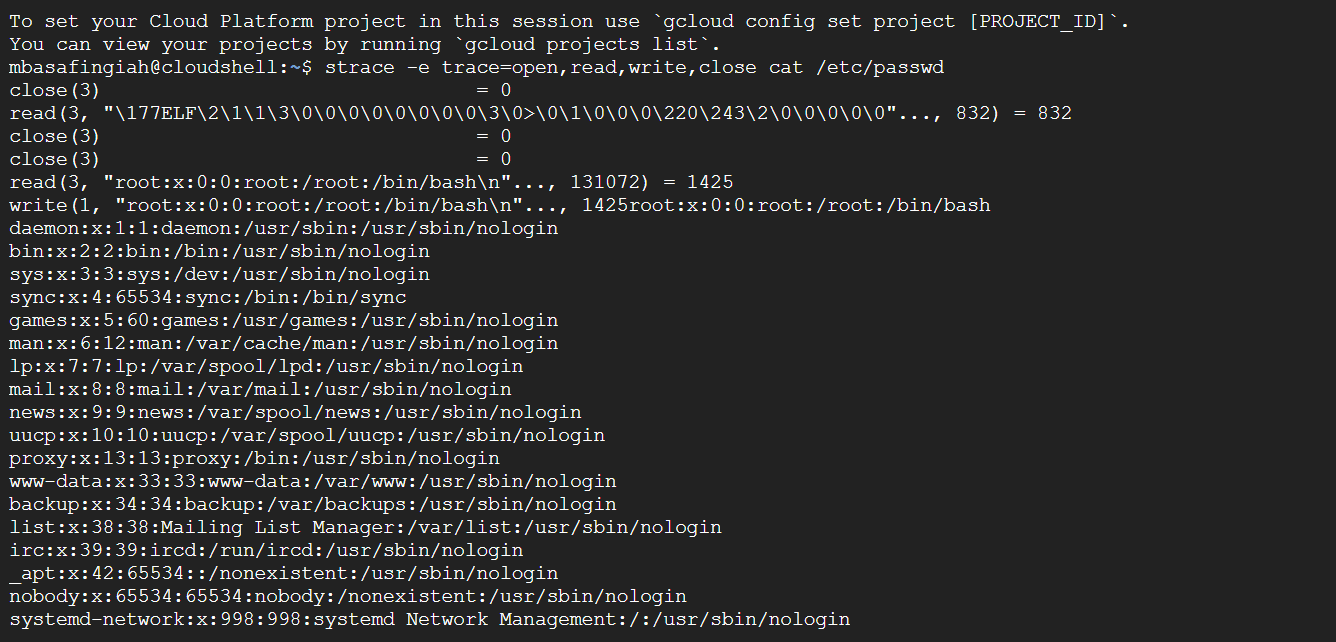 To set your Cloud Platform project in this session use `gcloud config set project [PROJECT_ID]`.
You can view your projects by running `gcloud projects list`.
mbasafingiah@cloudshell:~$ strace -e trace=open,read,write,close cat /etc/passwd
close(3)                                = 0
read(3, "\177ELF\2\1\1\3\0\0\0\0\0\0\0\0\3\0>\0\1\0\0\0\220\243\2\0\0\0\0\0"..., 832) = 832
close(3)                                = 0
close(3)                                = 0
read(3, "root:x:0:0:root:/root:/bin/bash\n"..., 131072) = 1425
write(1, "root:x:0:0:root:/root:/bin/bash\n"..., 1425root:x:0:0:root:/root:/bin/bash
daemon:x:1:1:daemon:/usr/sbin:/usr/sbin/nologin
bin:x:2:2:bin:/bin:/usr/sbin/nologin
sys:x:3:3:sys:/dev:/usr/sbin/nologin
sync:x:4:65534:sync:/bin:/bin/sync
games:x:5:60:games:/usr/games:/usr/sbin/nologin
man:x:6:12:man:/var/cache/man:/usr/sbin/nologin
lp:x:7:7:lp:/var/spool/lpd:/usr/sbin/nologin
mail:x:8:8:mail:/var/mail:/usr/sbin/nologin
news:x:9:9:news:/var/spool/news:/usr/sbin/nologin
uucp:x:10:10:uucp:/var/spool/uucp:/usr/sbin/nologin
proxy:x:13:13:proxy:/bin:/usr/sbin/nologin
www-data:x:33:33:www-data:/var/www:/usr/sbin/nologin
backup:x:34:34:backup:/var/backups:/usr/sbin/nologin
list:x:38:38:Mailing List Manager:/var/list:/usr/sbin/nologin
irc:x:39:39:ircd:/run/ircd:/usr/sbin/nologin
_apt:x:42:65534::/nonexistent:/usr/sbin/nologin
nobody:x:65534:65534:nobody:/nonexistent:/usr/sbin/nologin
systemd-network:x:998:998:systemd Network Management:/:/usr/sbin/nologin